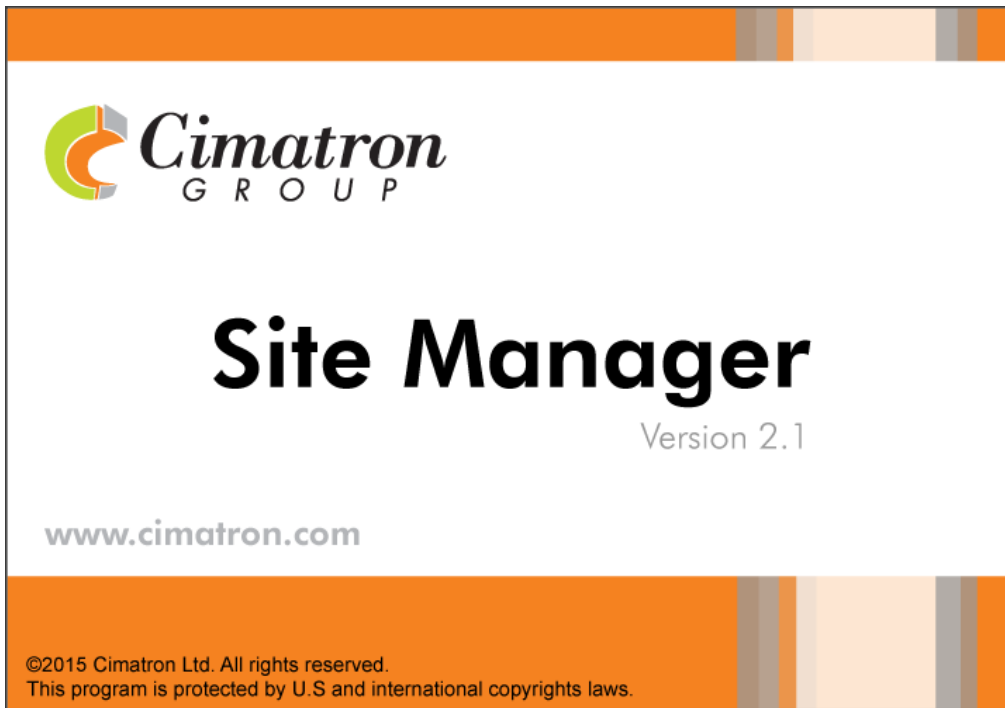 Cimatron
GROUP
Site Manager
Version 2.1
www.cimatron.com
©2015 Cimatron Ltd. All rights reserved.
This program is protected by U.S and international copyrights laws.